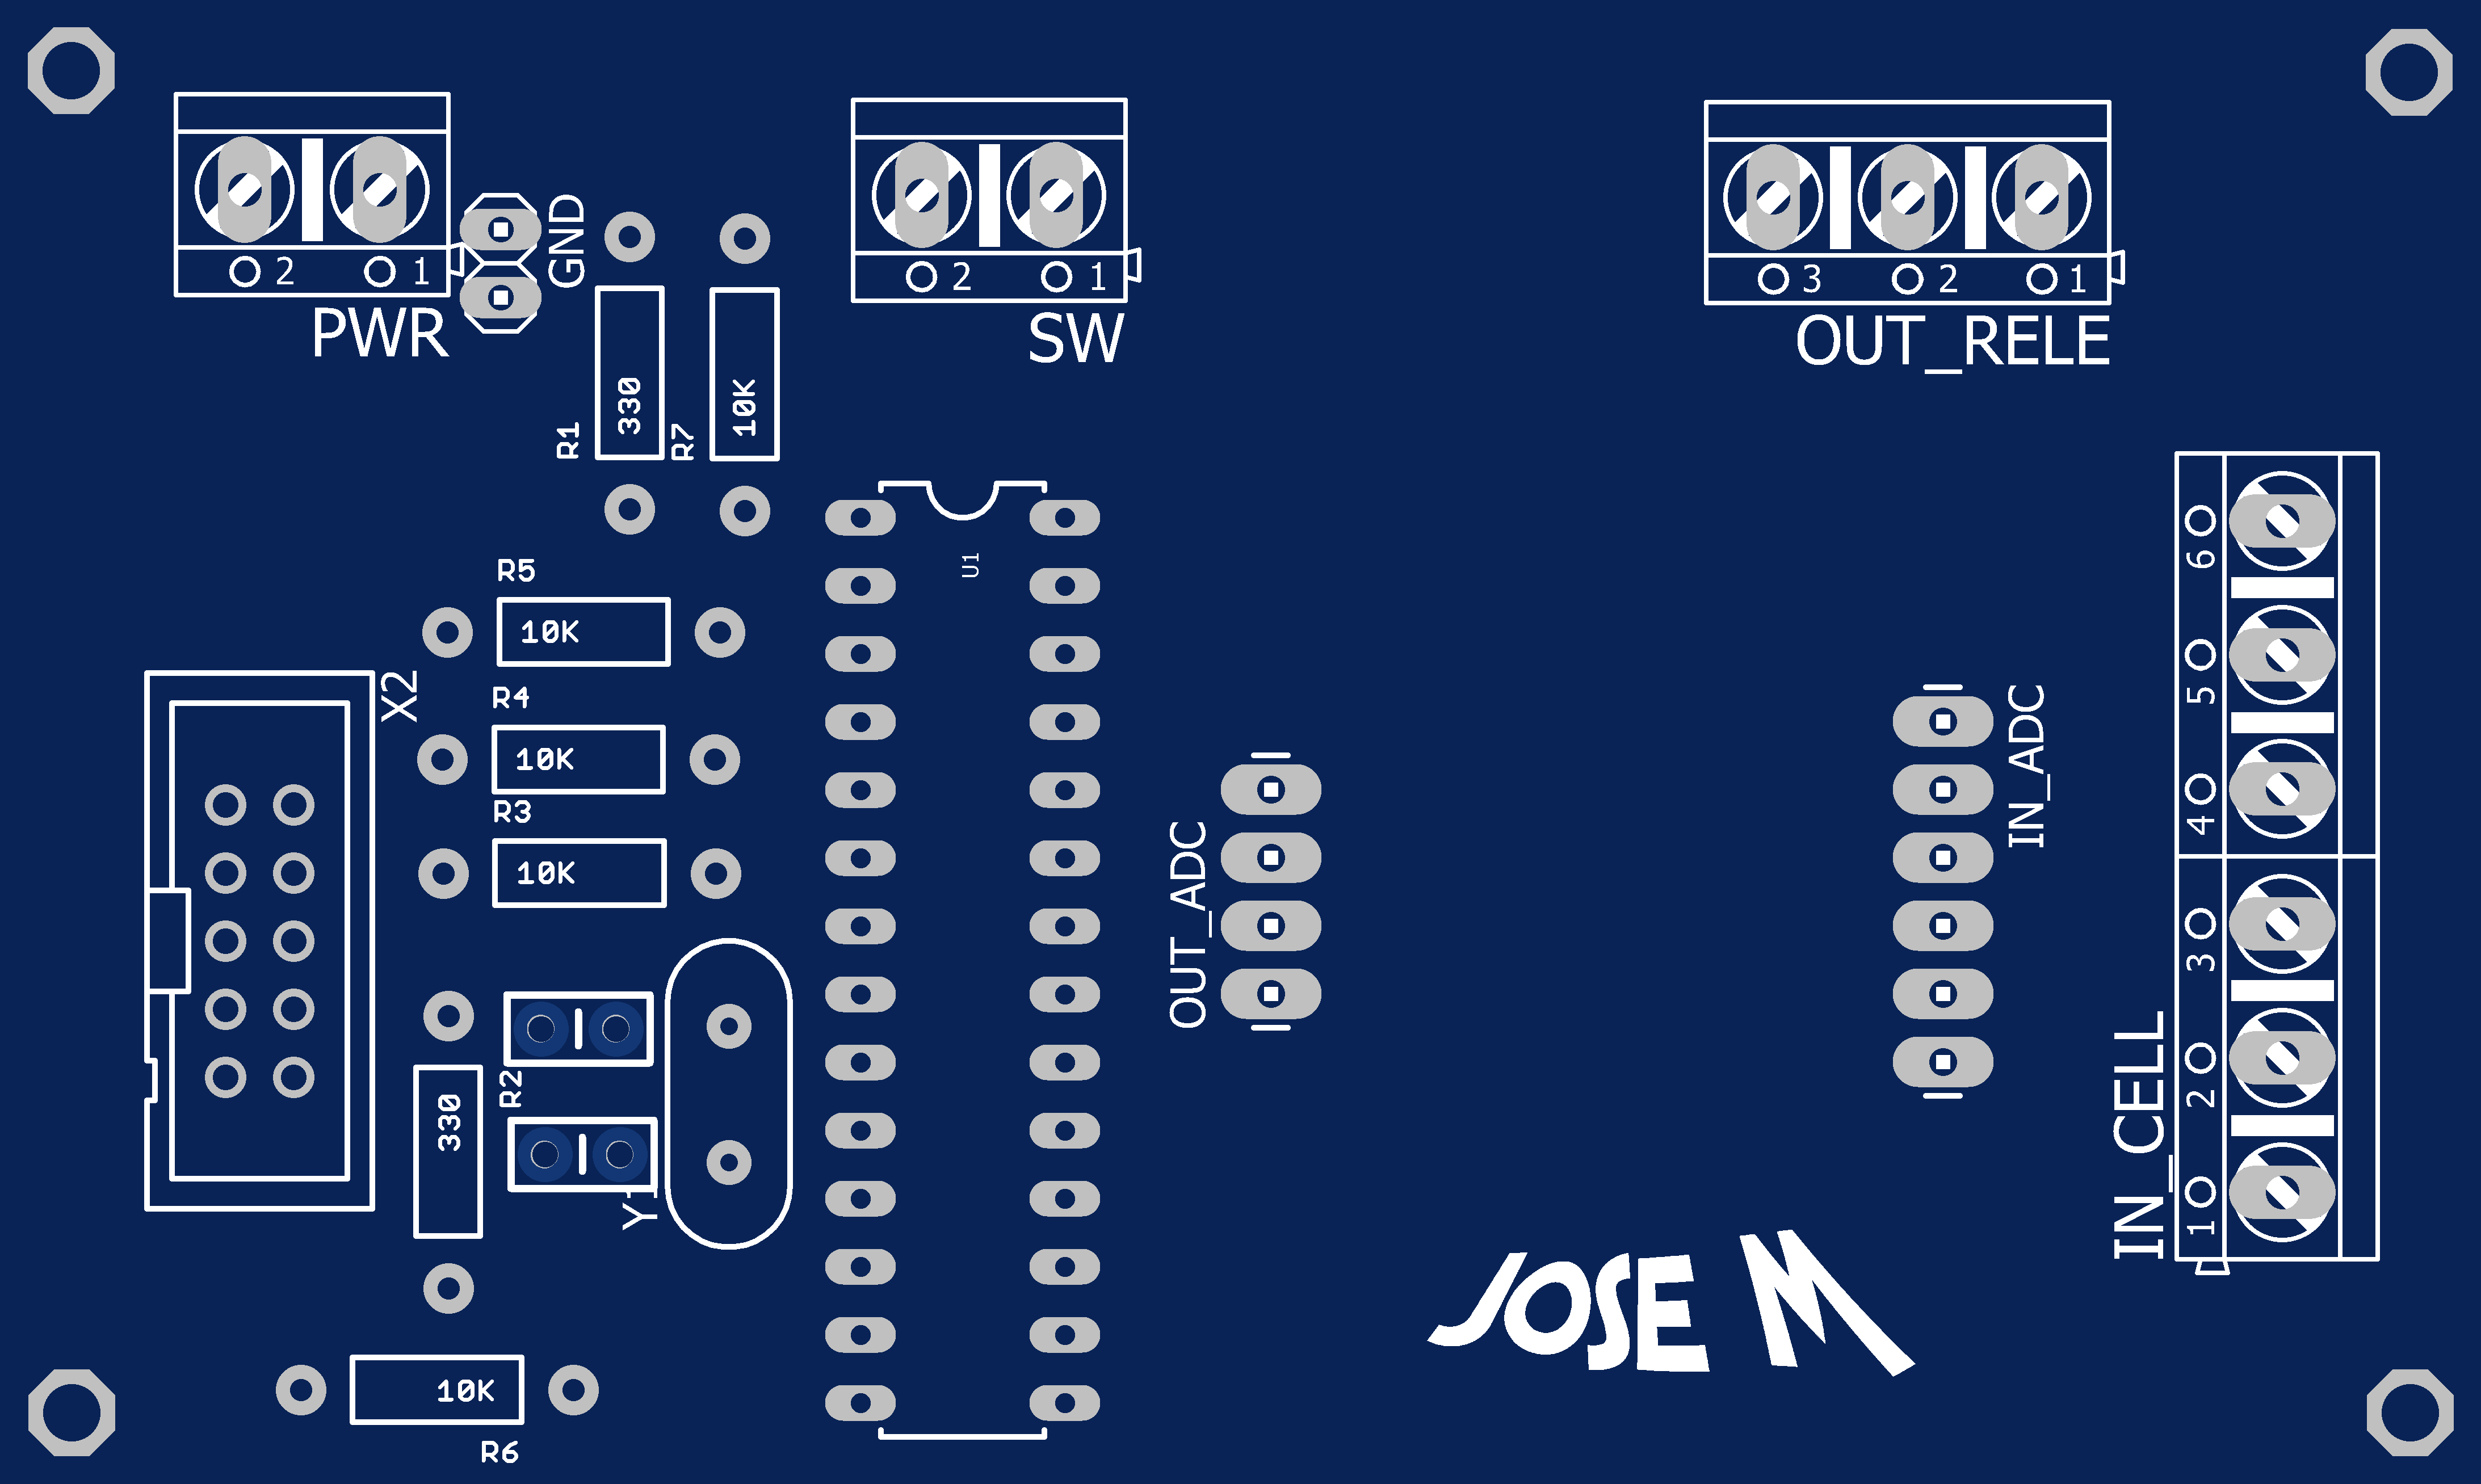 2 1
GND
PWR
2 1
SW
3 2 1
OUT_RELE
R1
330
R7
10K
U1
R5
10K
X2
R4
10K
R3
10K
OUT_ADC
IN_ADC
6
5
4
3
2
1
IN_CELL
330
R2
JOSE M
10K
R6